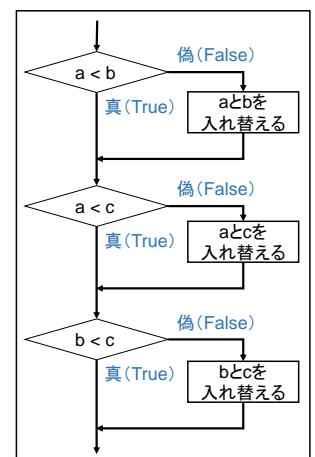 a < b
偽（False）
真（True）
aとbを
入れ替える
a < c
偽（False）
真（True）
aとcを
入れ替える
b < c
偽（False）
真（True）
bとcを
入れ替える